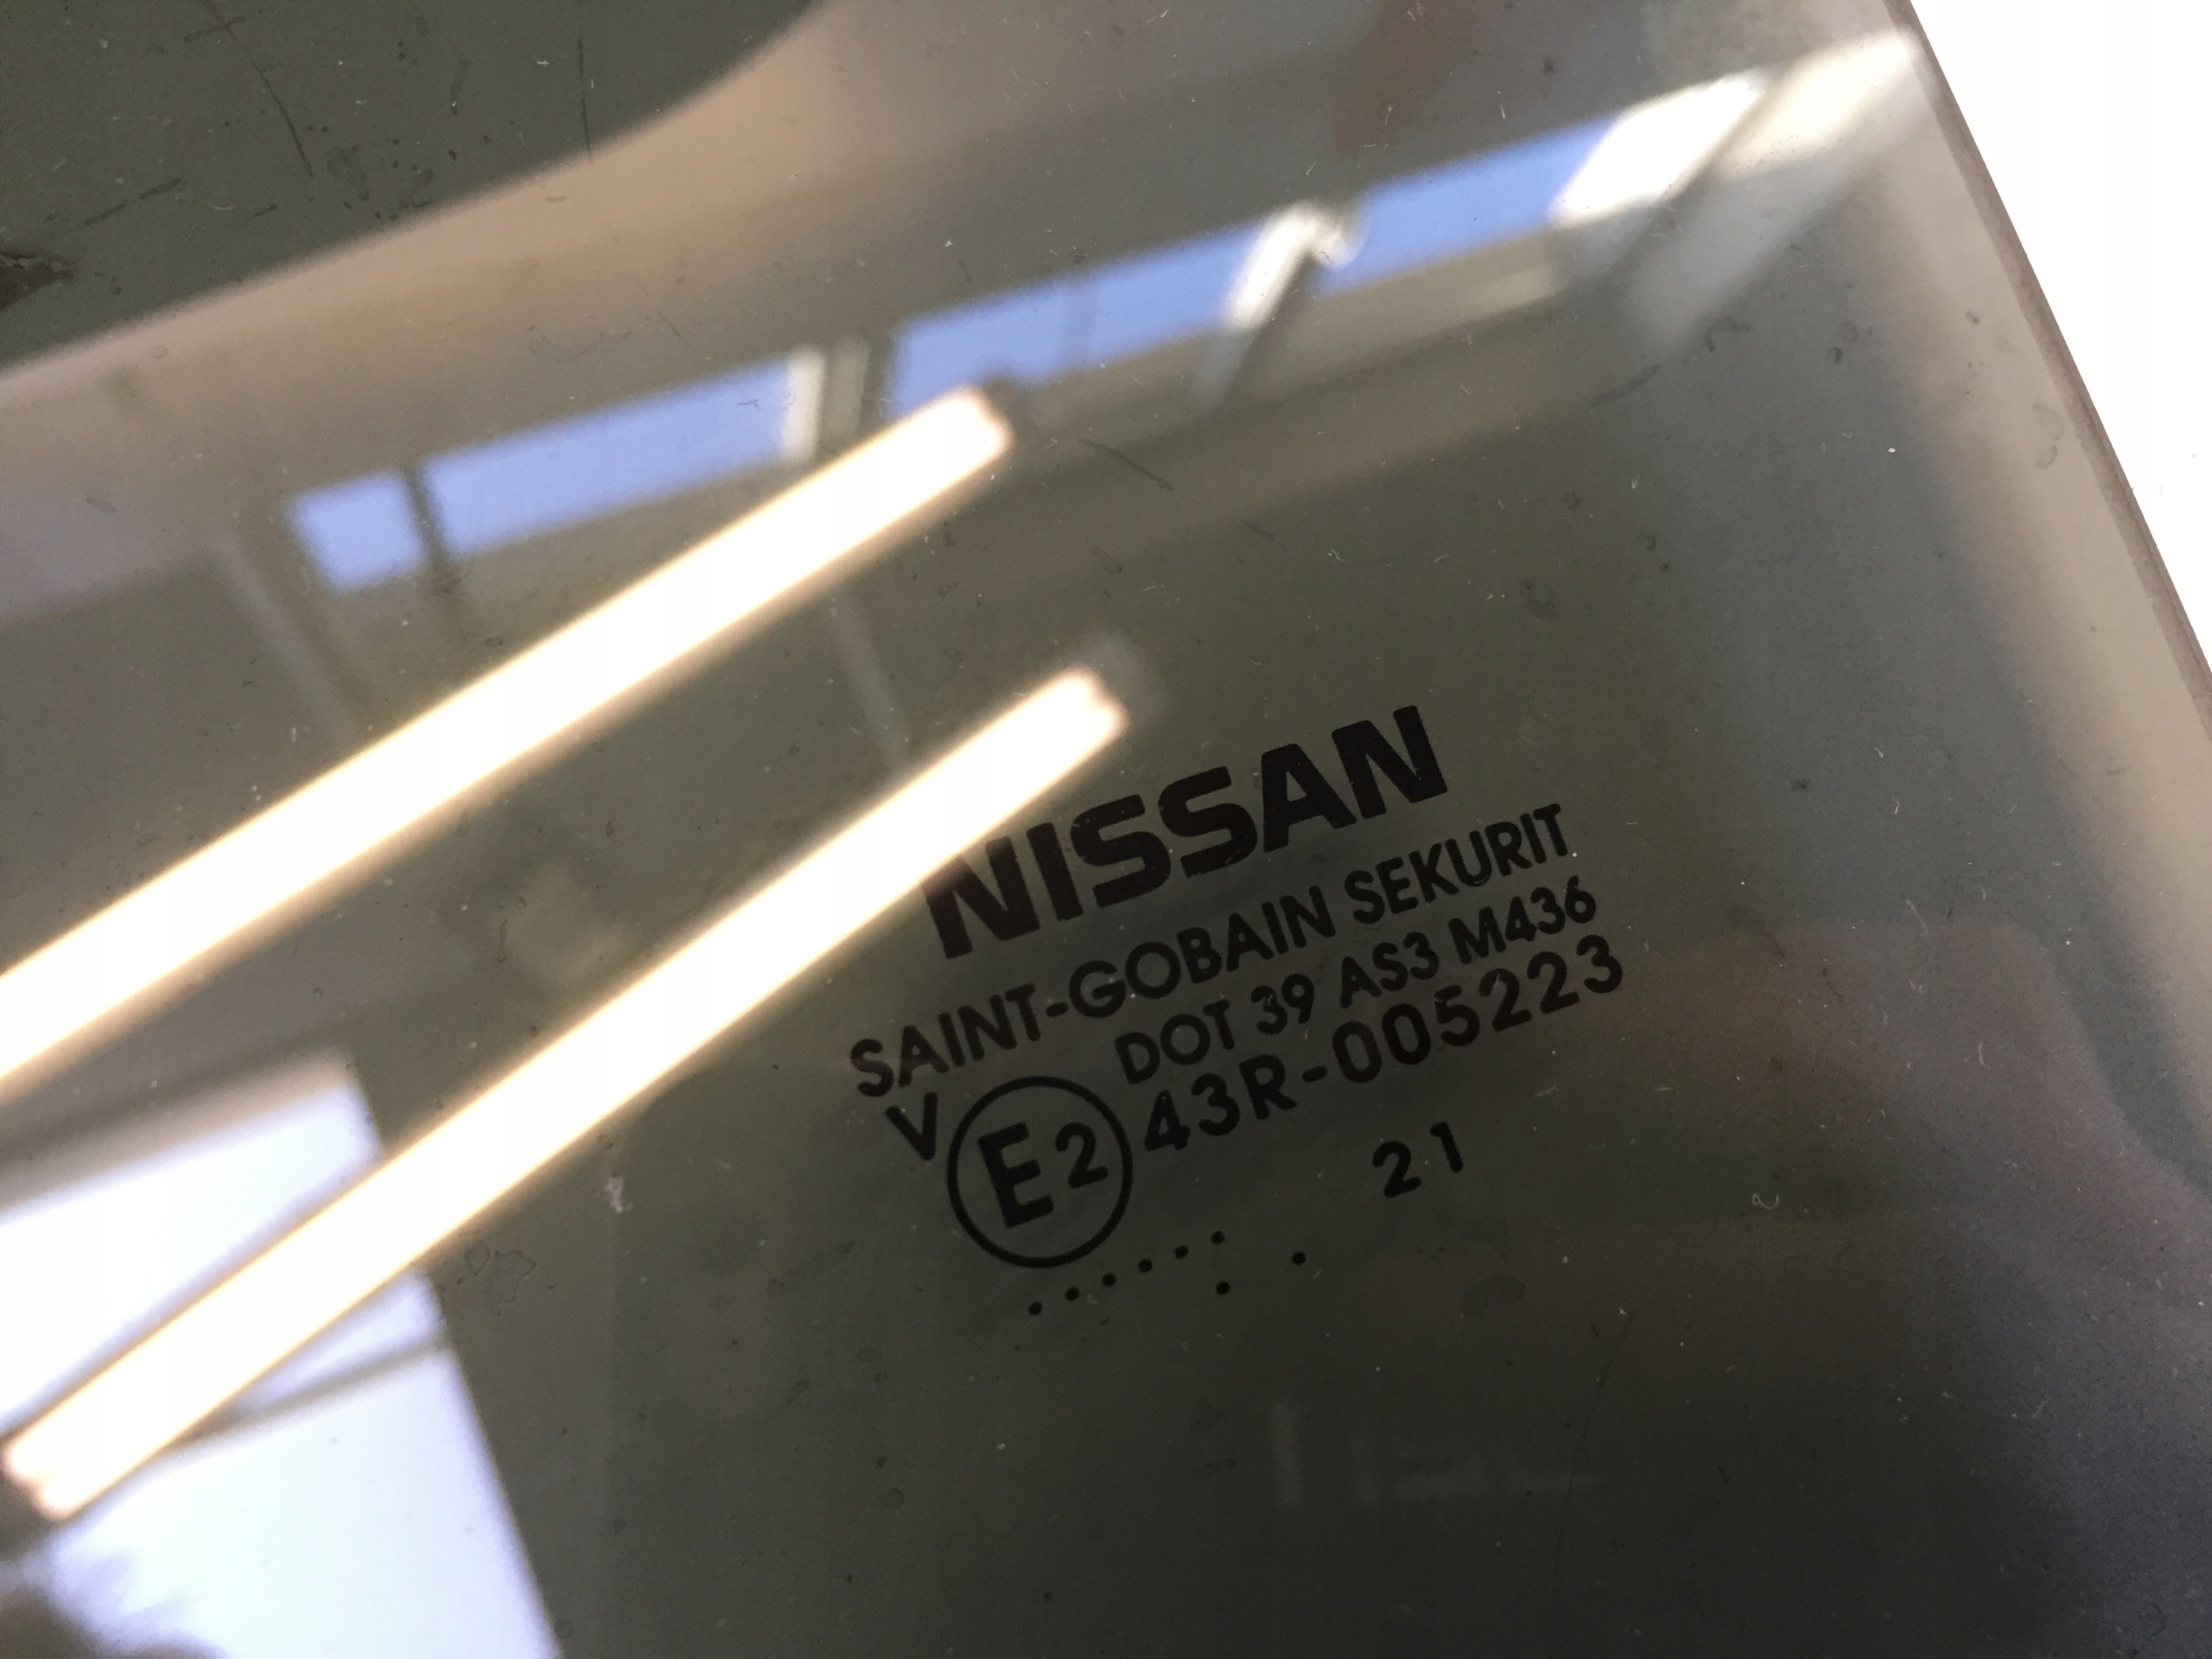 NISSAN
SAINT-GOBAIN SEKURIT
DOT 39 AS3 M436
V E2 43R-005223
21